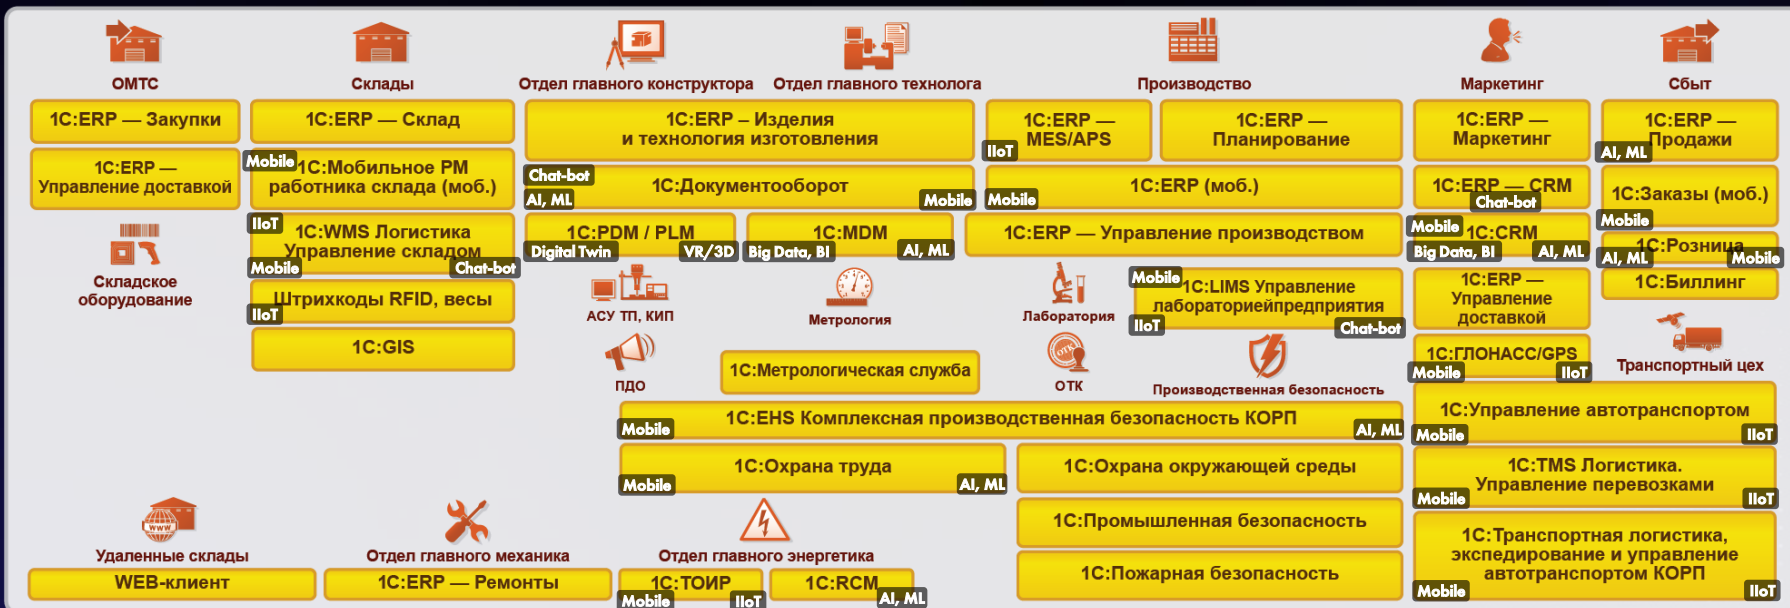 ОМТС
Склады
Отдел главного конструктора
Отдел главного технолога
Производство
Маркетинг
Сбыт
1С:ERP — Закупки
1С:ERP —
Управление доставкой
Складское
оборудование
1С:ERP — Склад
Mobile
1С:Мобильное РМ
работника склада (моб.)
IIoT
1С:WMS Логистика
Управление складом
Mobile
Chat-bot
Штрихкоды RFID, весы
IIoT
1С:GIS
1С:ERP – Изделия
и технология изготовления
Chat-bot
1С:Документооборот
AI, ML
Mobile
1С:PDM / PLM
Digital Twin
VR/3D
1С:MDM
Big Data, BI
AI, ML
1С:ERP —
MES/APS
IIoT
1С:ERP —
Планирование
1С:ERP (моб.)
Mobile
1С:ERP — Управление производством
АСУ ТП, КИП
Метрология
Лаборатория
Mobile
1С:LIMS Управление
лабораториейпредприятия
IIoT
Chat-bot
ПДО
1С:Метрологическая служба
ОТК
Производственная безопасность
1С:EHS Комплексная производственная безопасность КОРП
Mobile
AI, ML
1С:Охрана труда
Mobile
AI, ML
1С:Охрана окружающей среды
1С:Промышленная безопасность
1С:Пожарная безопасность
1С:ERP —
Маркетинг
1С:ERP — CRM
Chat-bot
Mobile
1С:CRM
Big Data, BI
AI, ML
1С:ERP —
Управление
доставкой
1С:ГЛОНАСС/GPS
Mobile
IIoT
1С:ERP —
Продажи
AI, ML
1С:Заказы (моб.)
Mobile
1С:Розница
AI, ML
Mobile
1С:Биллинг
Транспортный цех
1С:Управление автотранспортом
Mobile
IIoT
1С:TMS Логистика.
Управление перевозками
Mobile
IIoT
1С:Транспортная логистика,
экспедирование и управление
автотранспортом КОРП
Mobile
IIoT
Удаленные склады
WEB-клиент
www
Отдел главного механика
1С:ERP — Ремонты
Отдел главного энергетика
1С:ТОИР
Mobile
IIoT
1С:RCM
AI, ML
ОТК